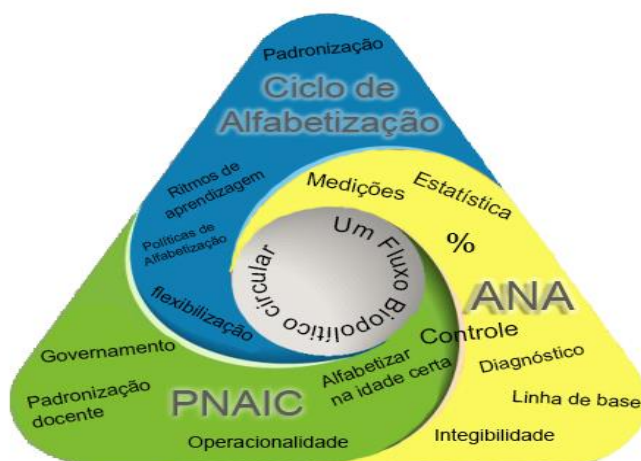 Padronização
Ciclo de
Alfabetização
Ritmos de
aprendizagem
Políticas de
Alfabetização
flexibilização
Medições
Estatística
%
ANA
Controle
Diagnóstico
Linha de base
Integibilidade
Um Fluxo Biopolítico circular
Governamento
Padronização
docente
PNAIC
Alfabetizar
na idade certa
Operacionalidade